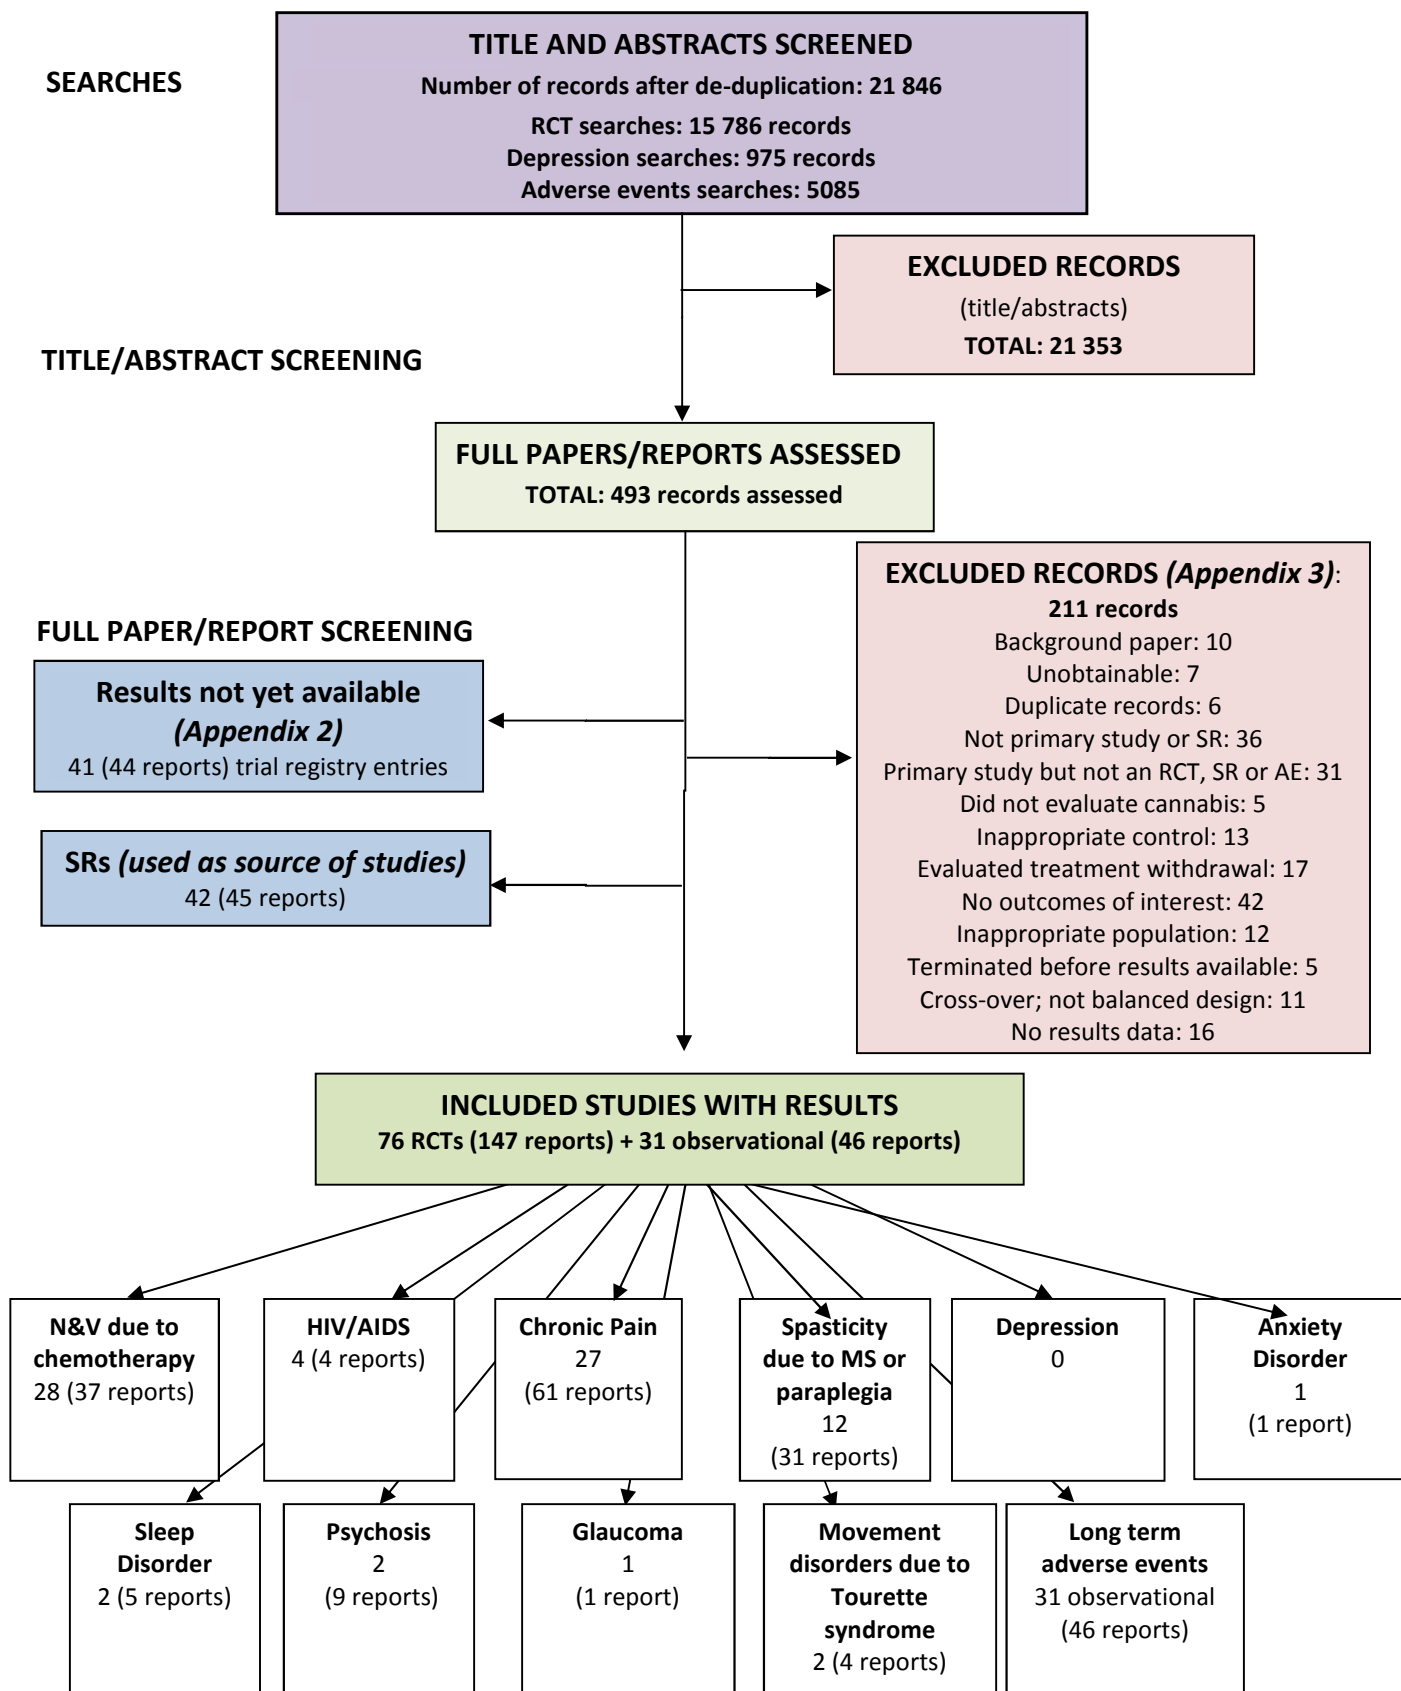 TITLE AND ABSTRACTS SCREENED
Number of records after de-duplication: 21 846
RCT searches: 15 786 records
Depression searches: 975 records
Adverse events searches: 5085
SEARCHES
EXCLUDED RECORDS
(title/abstracts)
TOTAL: 21 353
TITLE/ABSTRACT SCREENING
FULL PAPERS/REPORTS ASSESSED
TOTAL: 493 records assessed
EXCLUDED RECORDS (Appendix 3):
211 records
Background paper: 10
Unobtainable: 7
Duplicate records: 6
Not primary study or SR: 36
Primary study but not an RCT, SR or AE: 31
Did not evaluate cannabis: 5
Inappropriate control: 13
Evaluated treatment withdrawal: 17
No outcomes of interest: 42
Inappropriate population: 12
Terminated before results available: 5
Cross-over; not balanced design: 11
No results data: 16
FULL PAPER/REPORT SCREENING
Results not yet available
(Appendix 2)
41 (44 reports) trial registry entries
SRs (used as source of studies)
42 (45 reports)
INCLUDED STUDIES WITH RESULTS
76 RCTs (147 reports) + 31 observational (46 reports)
N&V due to
chemotherapy
28 (37 reports)
HIV/AIDS
4 (4 reports)
Chronic Pain
27
(61 reports)
Spasticity
due to MS or
paraplegia
12
(31 reports)
Depression
0
Anxiety
Disorder
1
(1 report)
Sleep
Disorder
2 (5 reports)
Psychosis
2
(9 reports)
Glaucoma
1
(1 report)
Movement
disorders due to
Tourette
syndrome
2 (4 reports)
Long term
adverse events
31 observational
(46 reports)